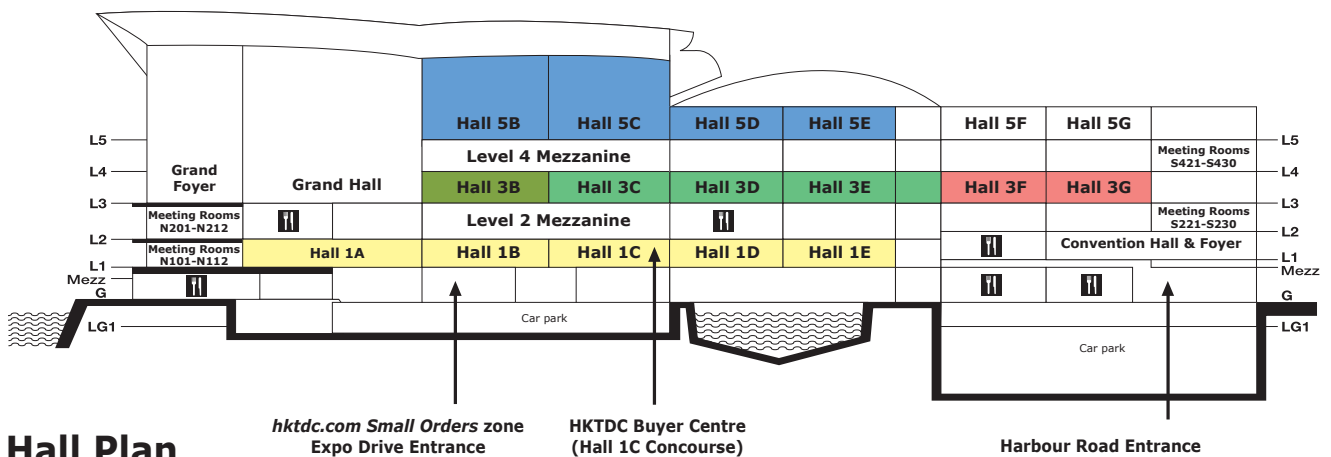 Hall 5B
Hall 5C
Hall 5D
Hall 5E
Hall 5F
Hall 5G
L5
L5
Level 4 Mezzanine
Meeting Rooms
S421-S430
L4
L4
Grand
Foyer
Grand Hall
Hall 3B
Hall 3C
Hall 3D
Hall 3E
Hall 3F
Hall 3G
L3
L3
Meeting Rooms
N201-N212
Level 2 Mezzanine
Meeting Rooms
S221-S230
L2
L2
Meeting Rooms
N101-N112
Hall 1A
Hall 1B
Hall 1C
Hall 1D
Hall 1E
Convention Hall & Foyer
L1
L1
Mezz
Mezz
G
G
LG1
Car park
LG1
Car park
hktdc.com Small Orders zone
Expo Drive Entrance
HKTDC Buyer Centre
(Hall 1C Concourse)
Harbour Road Entrance
Hall Plan